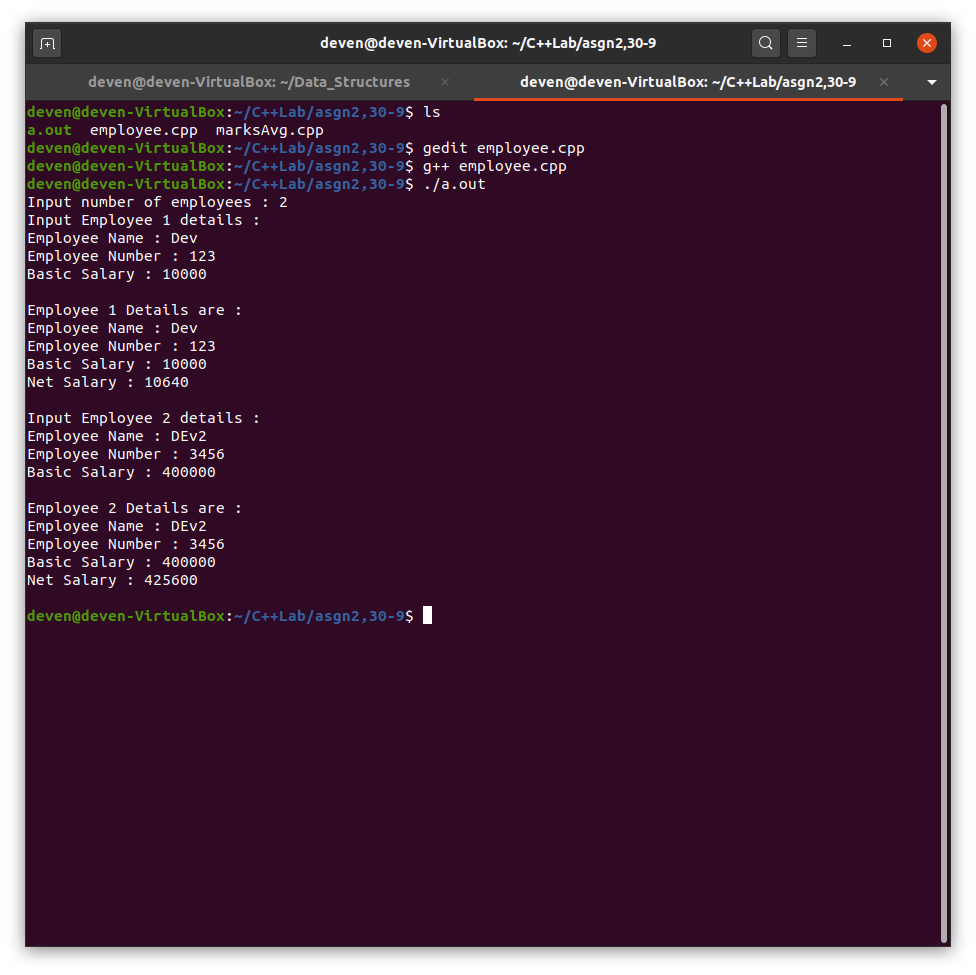 deven@deven-VirtualBox: ~/C++Lab/asgn2,30-9
deven@deven-VirtualBox: ~/Data_Structures
deven@deven-VirtualBox: ~/C++Lab/asgn2,30-9
deven@deven-VirtualBox:~/C++Lab/asgn2,30-9$ ls
a.out  employee.cpp  marksAvg.cpp
deven@deven-VirtualBox:~/C++Lab/asgn2,30-9$ gedit employee.cpp
deven@deven-VirtualBox:~/C++Lab/asgn2,30-9$ g++ employee.cpp
deven@deven-VirtualBox:~/C++Lab/asgn2,30-9$ ./a.out
Input number of employees : 2
Input Employee 1 details :
Employee Name : Dev
Employee Number : 123
Basic Salary : 10000
Employee 1 Details are :
Employee Name : Dev
Employee Number : 123
Basic Salary : 10000
Net Salary : 10640
Input Employee 2 details :
Employee Name : DEv2
Employee Number : 3456
Basic Salary : 400000
Employee 2 Details are :
Employee Name : DEv2
Employee Number : 3456
Basic Salary : 400000
Net Salary : 425600
deven@deven-VirtualBox:~/C++Lab/asgn2,30-9$